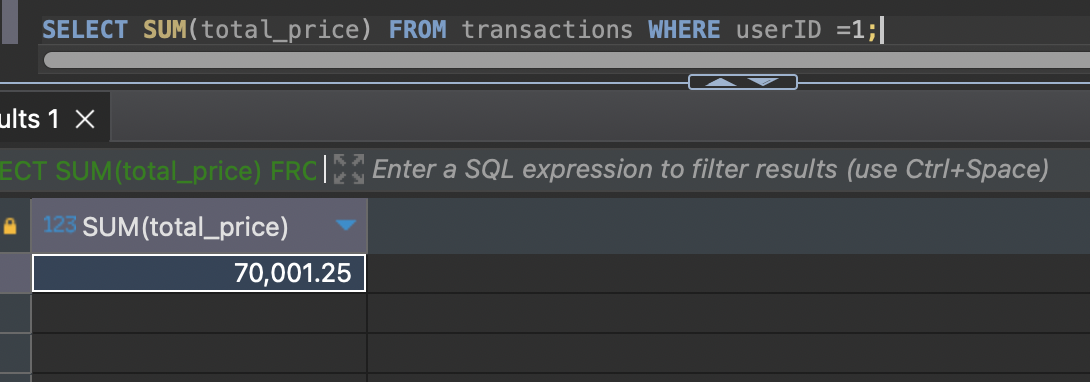 SELECT SUM(total_price) FROM transactions WHERE userID =1;
ults 1
ECT SUM(total_price) FRC Enter a SQL expression to filter results (use Ctrl+Space)
123 SUM(total_price)
70,001.25